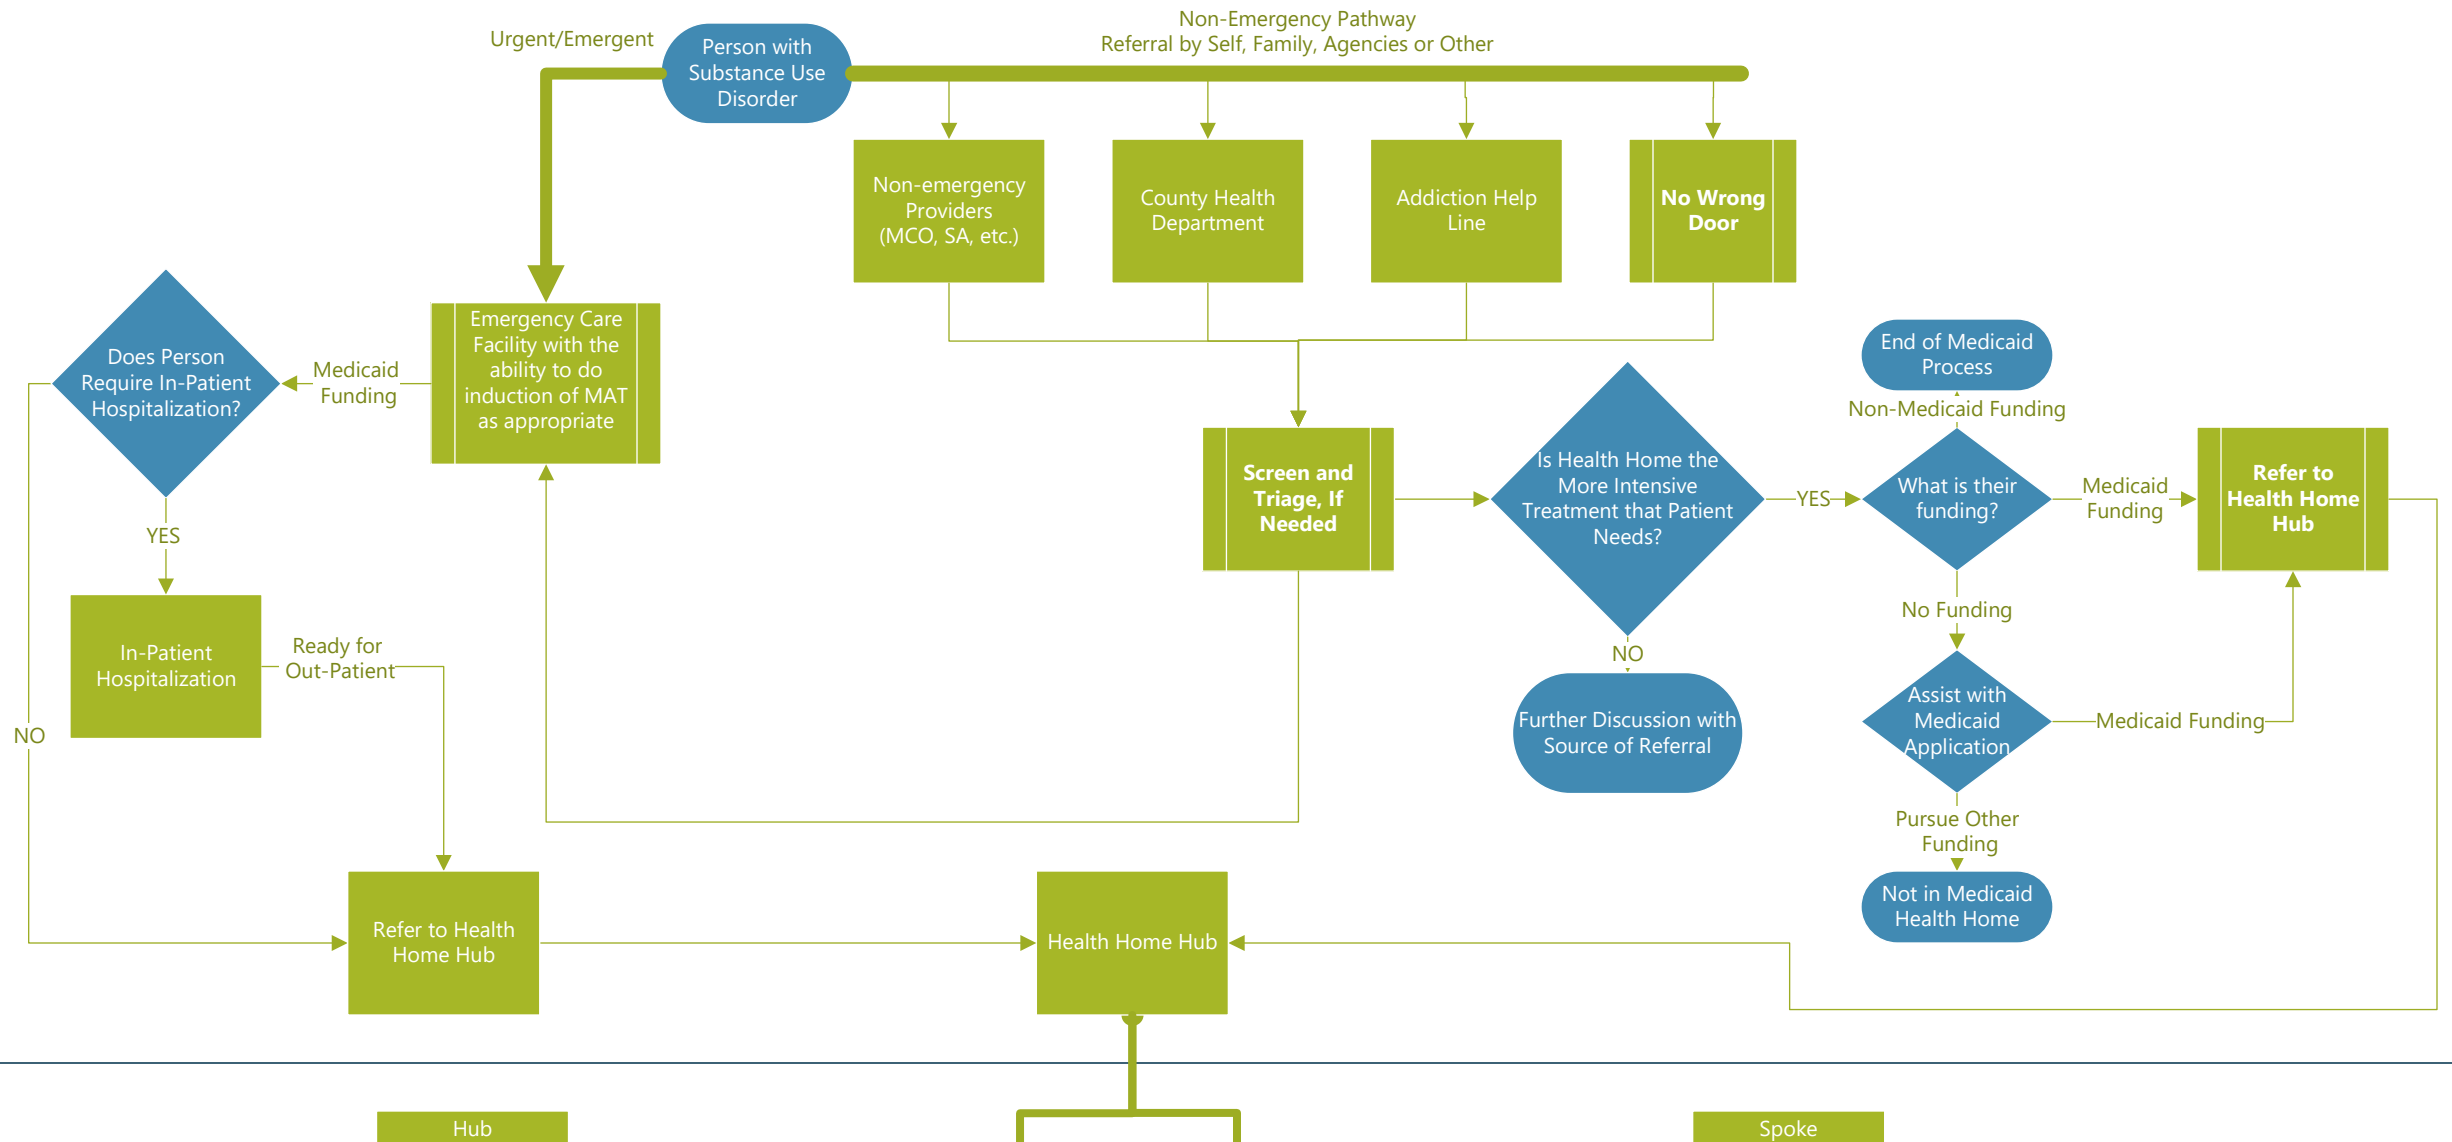 Non-Emergency Pathway
Referral by Self, Family, Agencies or Other
Urgent/Emergent
Person with
Substance Use
Disorder
Non-emergency
Providers
(MCO, SA, etc.)
County Health
Department
Addiction Help
Line
No Wrong
Door
Does Person
Require In-Patient
Hospitalization?
Medicaid
Funding
Emergency Care
Facility with the
ability to do
induction of MAT
as appropriate
End of Medicaid
Process
Non-Medicaid Funding
Screen and
Triage, If
Needed
Is Health Home the
More Intensive
Treatment that Patient
Needs?
YES
What is their
funding?
Medicaid
Funding
Refer to
Health Home
Hub
YES
No Funding
In-Patient
Hospitalization
Ready for
Out-Patient
NO
Further Discussion with
Source of Referral
Assist with
Medicaid
Application
Medicaid Funding
NO
Pursue Other
Funding
Not in Medicaid
Health Home
Refer to Health
Home Hub
Health Home Hub
Hub
Spoke